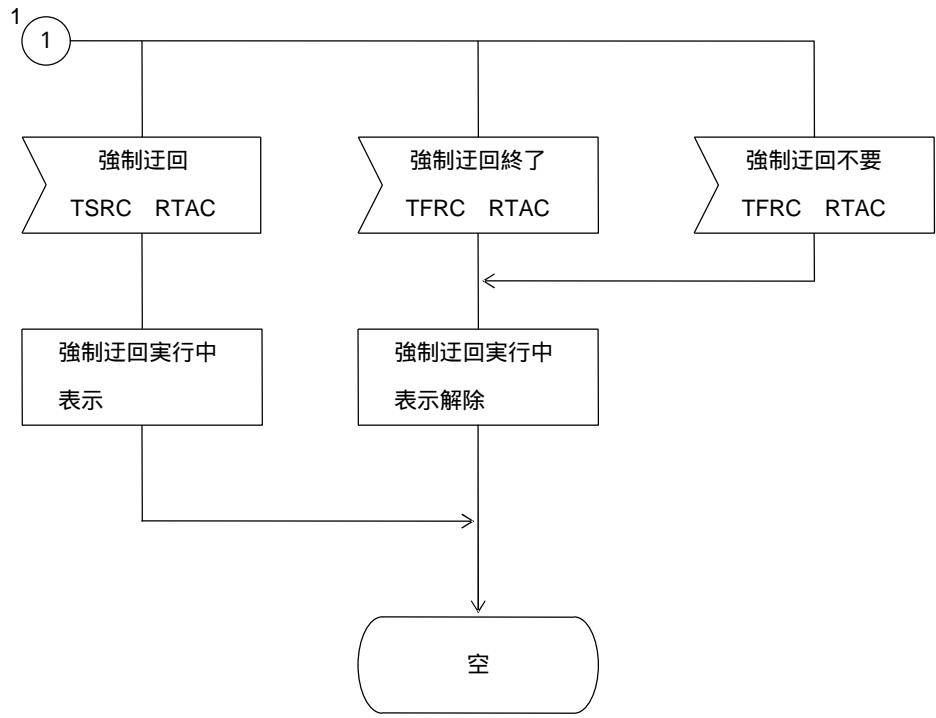 1
1
強制迂回
TSRC RTAC
強制迂回終了
TFRC RTAC
強制迂回不要
TFRC RTAC
強制迂回実行中
表示
強制迂回実行中
表示解除
空